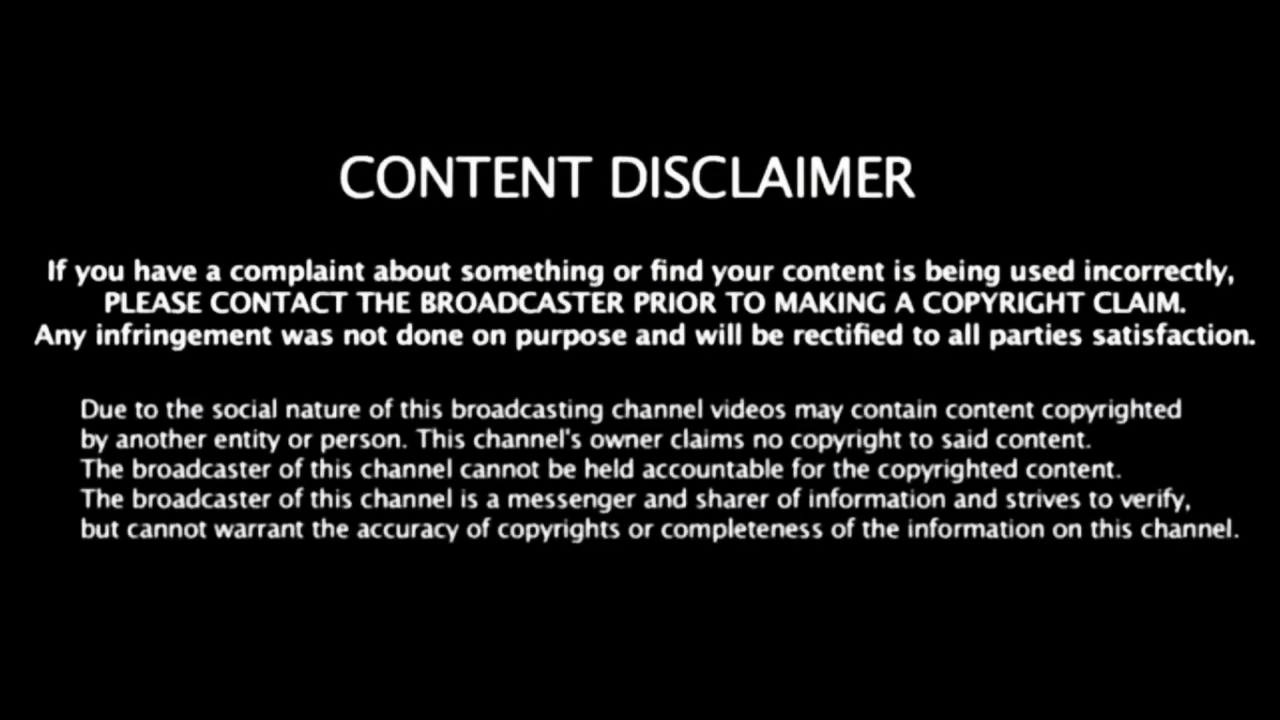 CONTENT DISCLAIMER
If you have a complaint about something or find your content is being used incorrectly,
PLEASE CONTACT THE BROADCASTER PRIOR TO MAKING A COPYRIGHT CLAIM.
Any infringement was not done on purpose and will be rectified to all parties satisfaction.
Due to the social nature of this broadcasting channel videos may contain content copyrighted
by another entity or person. This channel's owner claims no copyright to said content.
The broadcaster of this channel cannot be held accountable for the copyrighted content.
The broadcaster of this channel is a messenger and sharer of information and strives to verify,
but cannot warrant the accuracy of copyrights or completeness of the information on this channel.